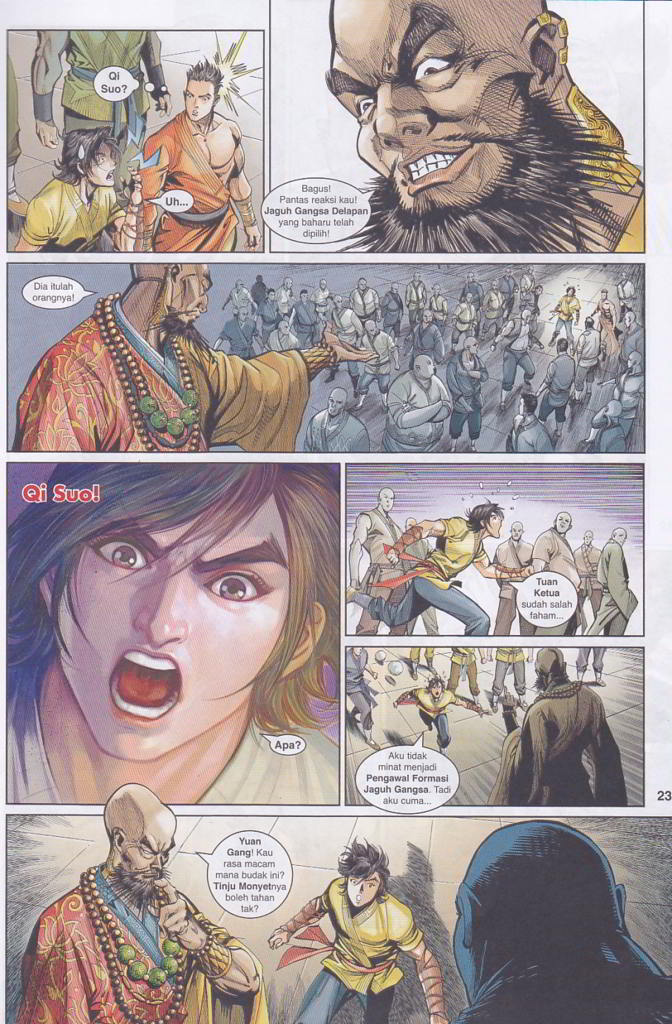 Qi
Suo?
Uh...
Bagus!
Pantas reaksi kau!
Jaguh Gangsa Delapan
yang baharu telah
dipilih!
Dia itulah
orangnya!
Qi Suo!
Apa?
Tuan
Ketua
sudah salah
faham...
Aku tidak
minat menjadi
Pengawal Formasi
Jaguh Gangsa. Tadi
aku cuma...
23
Yuan
Gang! Kau
rasa macam
mana budak ini?
Tinju Monyetnya
boleh tahan
tak?